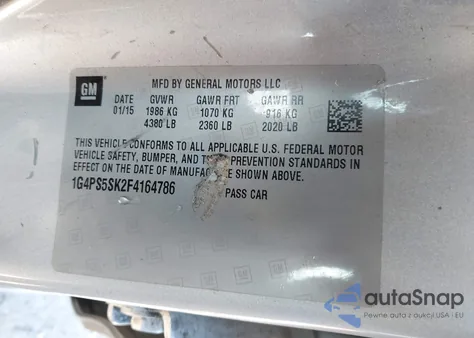 GM
MFD BY GENERAL MOTORS LLC
DATE GVWR GAWR FRT GAWR RR
01/15 1986 KG 1070 KG 916 KG
4380 LB 2360 LB 2020 LB
THIS VEHICLE CONFORMS TO ALL APPLICABLE U.S. FEDERAL MOTOR
VEHICLE SAFETY, BUMPER, AND PREVENTION STANDARDS IN
EFFECT ON THE DATE OF MANUFACTURE SHOWN ABOVE.
1G4PS5SK2F4164786 PASS CAR
autaSnap
Pewne auta z aukcji USA i EU